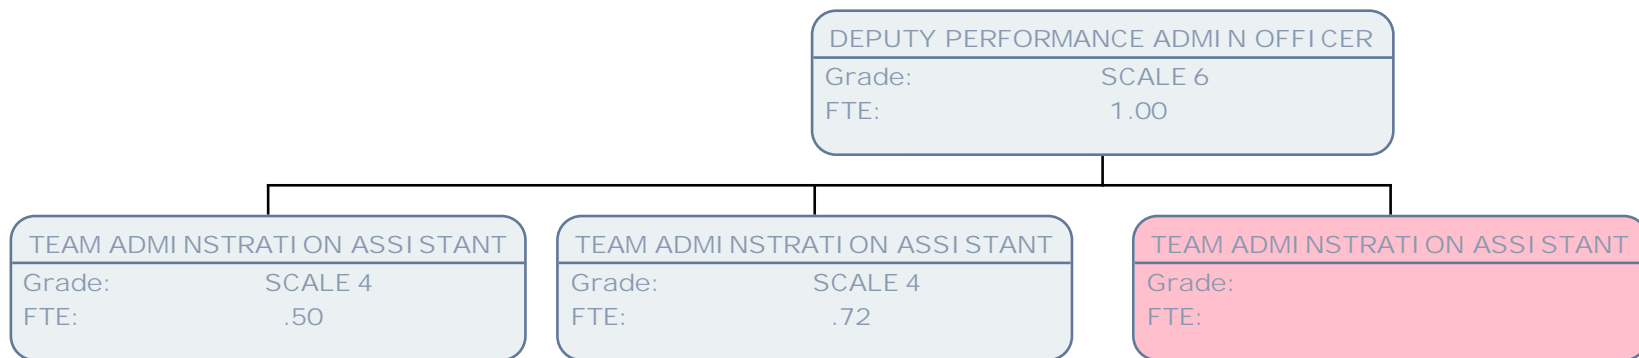 DEPUTY PERFORMANCE ADMIN OFFICER
Grade: SCALE 6
FTE: 1.00
TEAM ADMINSTRATION ASSISTANT
Grade: SCALE 4
FTE: .50
TEAM ADMINSTRATION ASSISTANT
Grade: SCALE 4
FTE: .72
TEAM ADMINSTRATION ASSISTANT
Grade:
FTE: